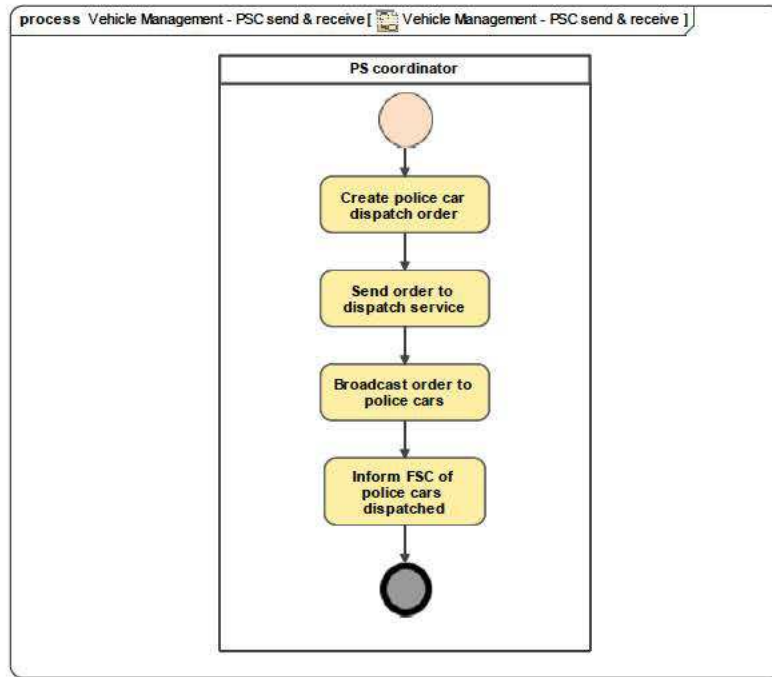 process Vehicle Management - PSC send & receive [ Vehicle Management - PSC send & receive ]
PS coordinator
Create police car
dispatch order
Send order to
dispatch service
Broadcast order to
police cars
Inform FSC of
police cars
dispatched